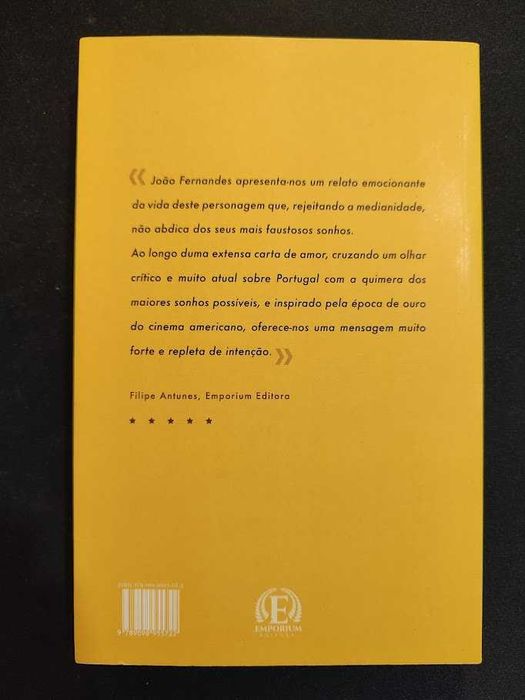 « João Fernandes apresenta-nos um relato emocionante
da vida deste personagem que, rejeitando a medianidade,
não abdica dos seus mais faustosos sonhos.
Ao longo duma extensa carta de amor, cruzando um olhar
crítico e muito atual sobre Portugal com a quimera dos
maiores sonhos possíveis, e inspirado pela época de ouro
do cinema americano, oferece-nos uma mensagem muito
forte e repleta de intenção. »
Filipe Antunes, Emporium Editora
E
EMPORIUM
EDITORA